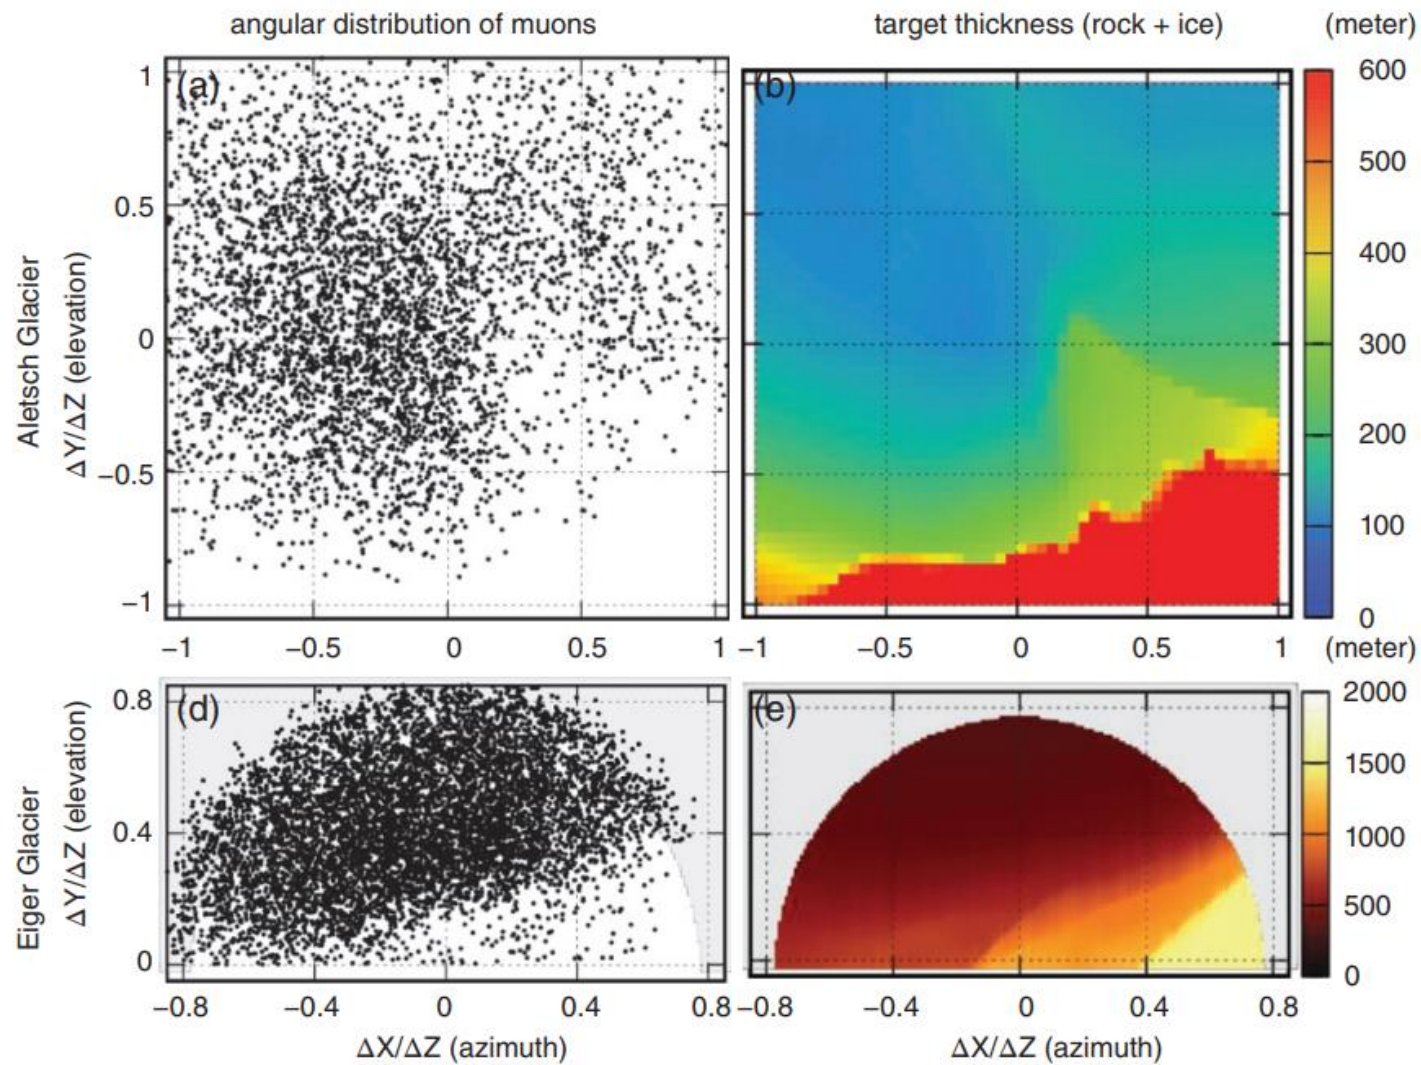 angular distribution of muons
target thickness (rock + ice)
(meter)
Aletsch Glacier
ΔY/ΔZ (elevation)
(a)
1
0.5
0
−0.5
−1
−1 −0.5 0 0.5 1
(b)
−1 −0.5 0 0.5 1
600
500
400
300
200
100
0
(meter)
Eiger Glacier
ΔY/ΔZ (elevation)
(d)
0.8
0.4
0
−0.8 −0.4 0 0.4 0.8
ΔX/ΔZ (azimuth)
(e)
−0.8 −0.4 0 0.4 0.8
ΔX/ΔZ (azimuth)
2000
1500
1000
500
0